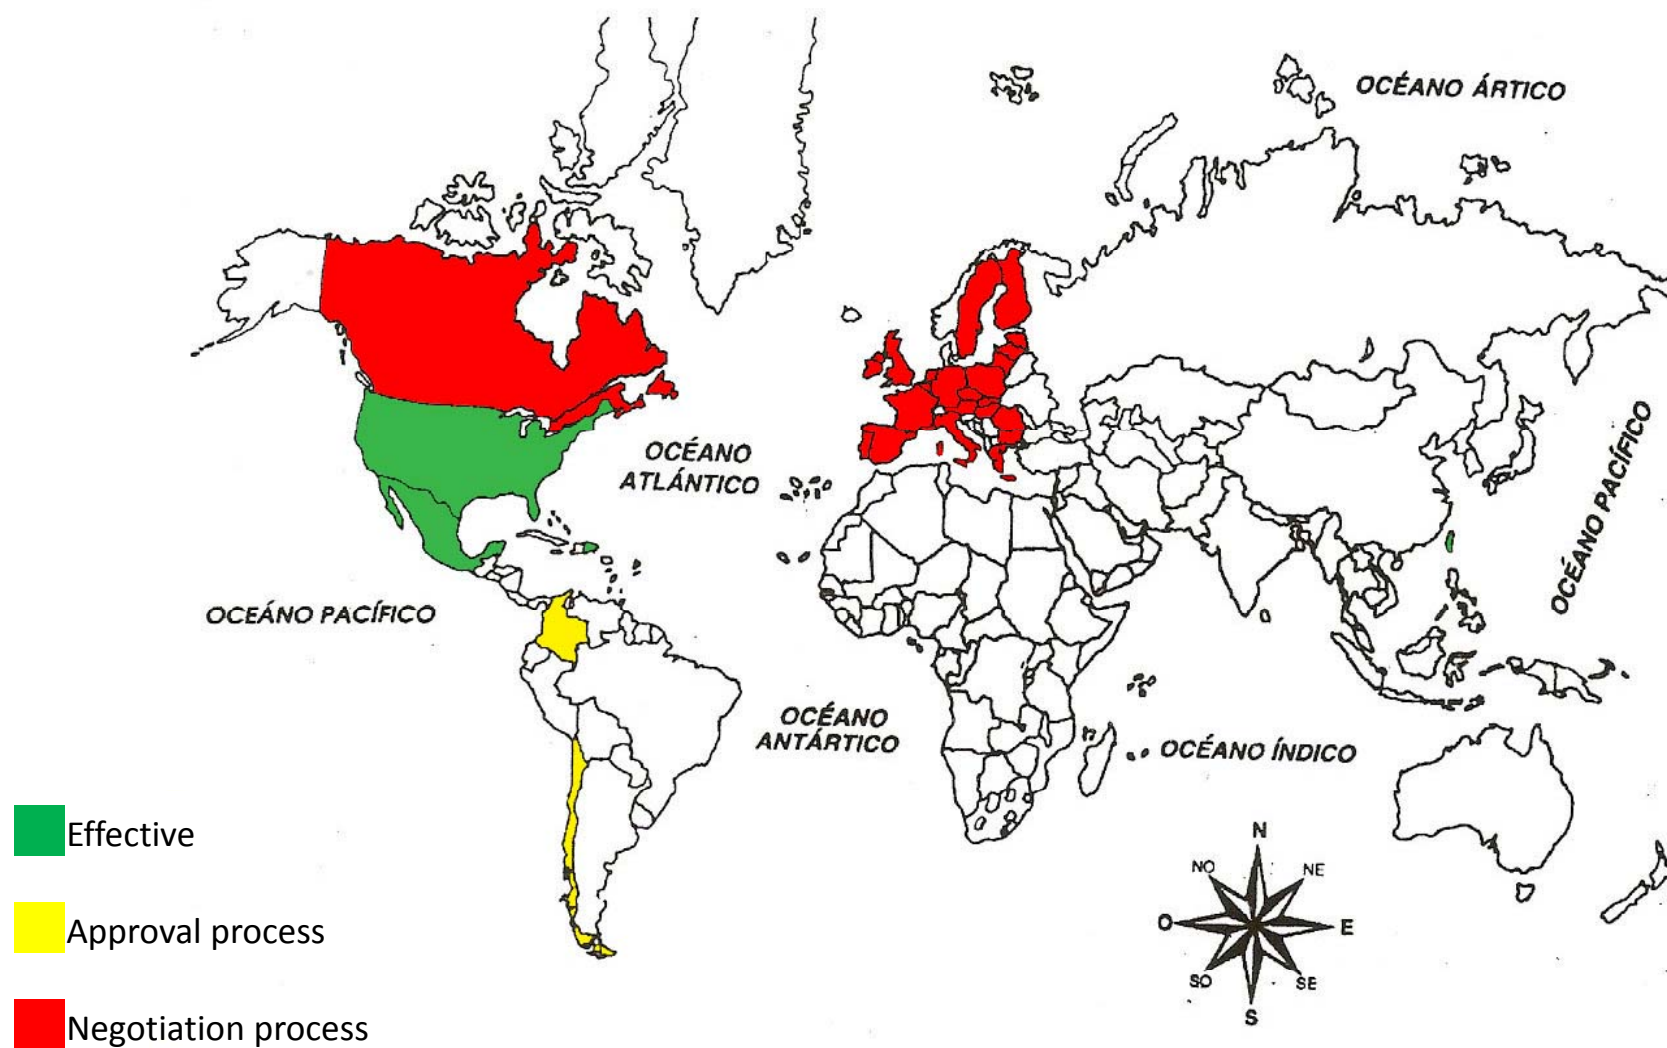 OCÉANO ÁRTICO
OCÉANO
ATLÁNTICO
OCÉANO PACÍFICO
OCEÁNO PACÍFICO
OCÉANO
ANTÁRTICO
OCÉANO ÍNDICO
Effective
Approval process
Negotiation process
N
NO
NE
O
E
SO
SE
S